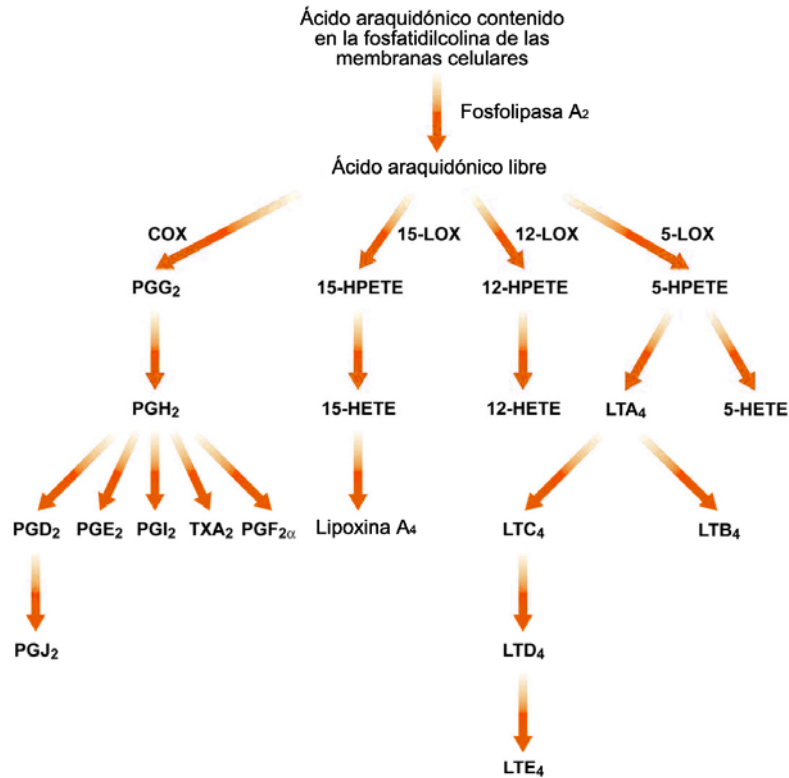 Ácido araquidónico contenido
en la fosfatidilcolina de las
membranas celulares
Fosfolipasa A₂
Ácido araquidónico libre
COX 15-LOX 12-LOX 5-LOX
PGG₂ 15-HPETE 12-HPETE 5-HPETE
PGH₂ 15-HETE 12-HETE LTA₄ 5-HETE
PGD₂ PGE₂ PGI₂ TXA₂ PGF₂α Lipoxina A₄ LTC₄ LTB₄
PGJ₂ LTD₄
LTE₄